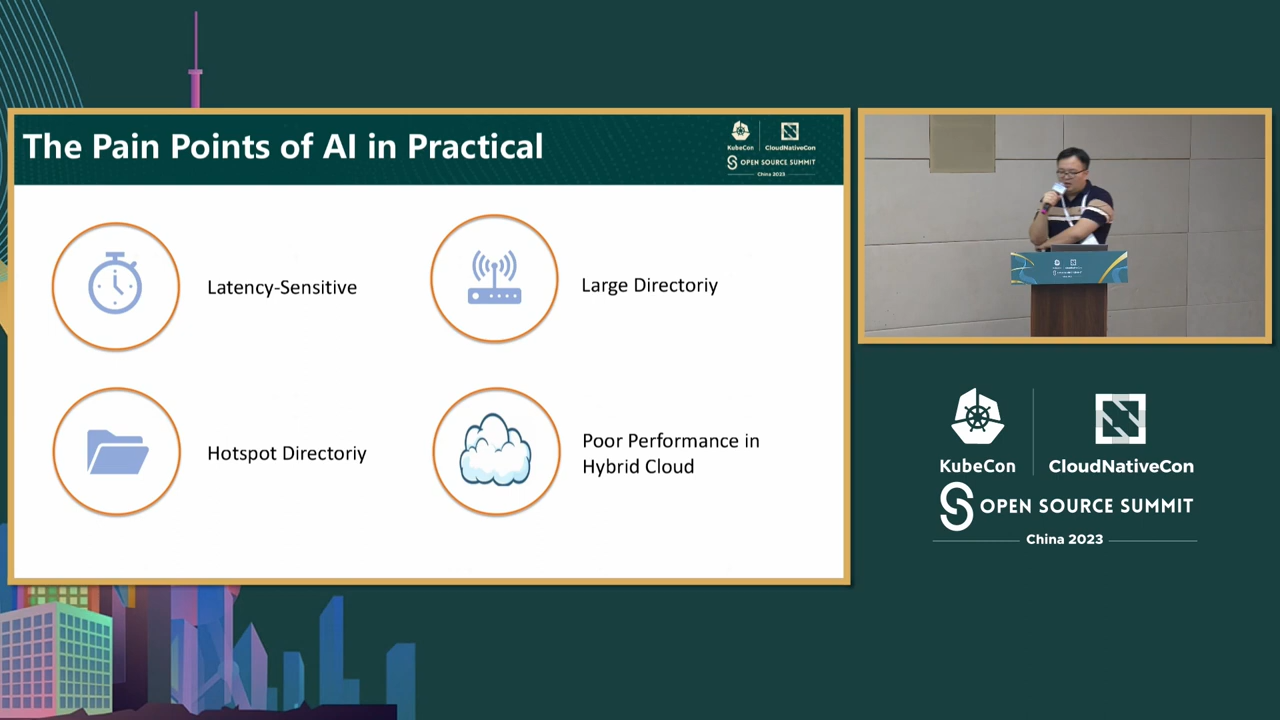 The Pain Points of AI in Practical
KubeCon
CloudNativeCon
OPEN SOURCE SUMMIT
China 2023
Latency-Sensitive
Large Directoriy
Hotspot Directoriy
Poor Performance in
Hybrid Cloud
KubeCon
CloudNativeCon
OPEN SOURCE SUMMIT
China 2023